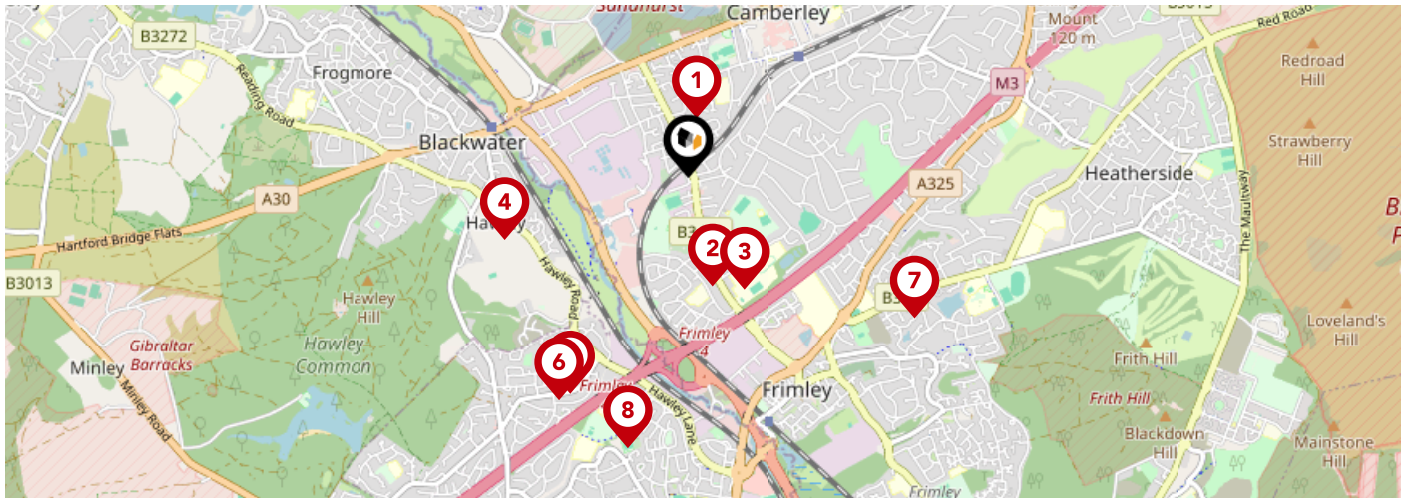 Sandhurst
Camberley
B3015
Mount
120 m
Red Road
B3272
Frogmore
Reading Road
1
M3
Redroad
Hill
Blackwater
Strawberry
Hill
Heatherside
A325
A30
4
Hartford Bridge Flats
The Maultway
2
3
B3013
Hawley Road
7
Hawley
Hill
Hawley
Common
Gibraltar
Barracks
Minley
Minley Road
Frimley
4
Loveland's
Hill
Frith Hill
Frith Hill
6
Frimley
Hawley Lane
Frimley
8
Blackdown
Hill
Mainstone
Hill
Frimley